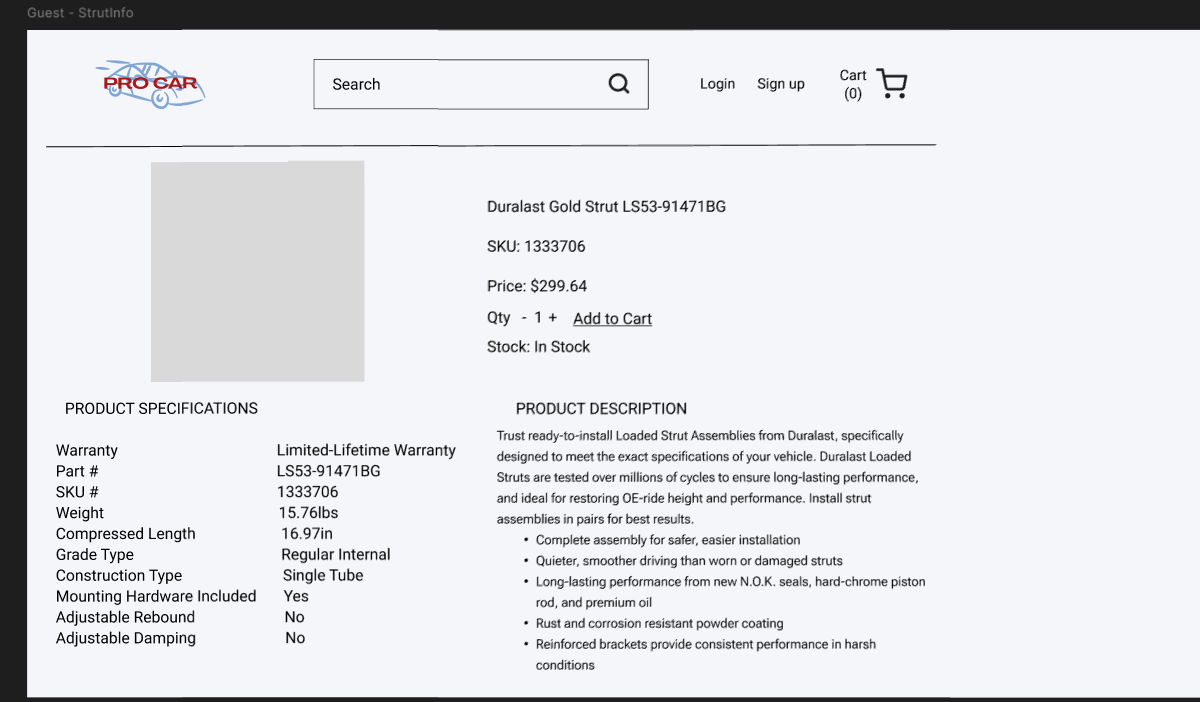 Guest - StrutInfo
PRO CAR
Search
Login Sign up
Cart
(0)
Duralast Gold Strut LS53-91471BG
SKU: 1333706
Price: $299.64
Qty - 1 + Add to Cart
Stock: In Stock
PRODUCT SPECIFICATIONS
Warranty Limited-Lifetime Warranty
Part # LS53-91471BG
SKU # 1333706
Weight 15.76lbs
Compressed Length 16.97in
Grade Type Regular Internal
Construction Type Single Tube
Mounting Hardware Included Yes
Adjustable Rebound No
Adjustable Damping No
PRODUCT DESCRIPTION
Trust ready-to-install Loaded Strut Assemblies from Duralast, specifically
designed to meet the exact specifications of your vehicle. Duralast Loaded
Struts are tested over millions of cycles to ensure long-lasting performance,
and ideal for restoring OE-ride height and performance. Install strut
assemblies in pairs for best results.
• Complete assembly for safer, easier installation
• Quieter, smoother driving than worn or damaged struts
• Long-lasting performance from new N.O.K. seals, hard-chrome piston
rod, and premium oil
• Rust and corrosion resistant powder coating
• Reinforced brackets provide consistent performance in harsh
conditions